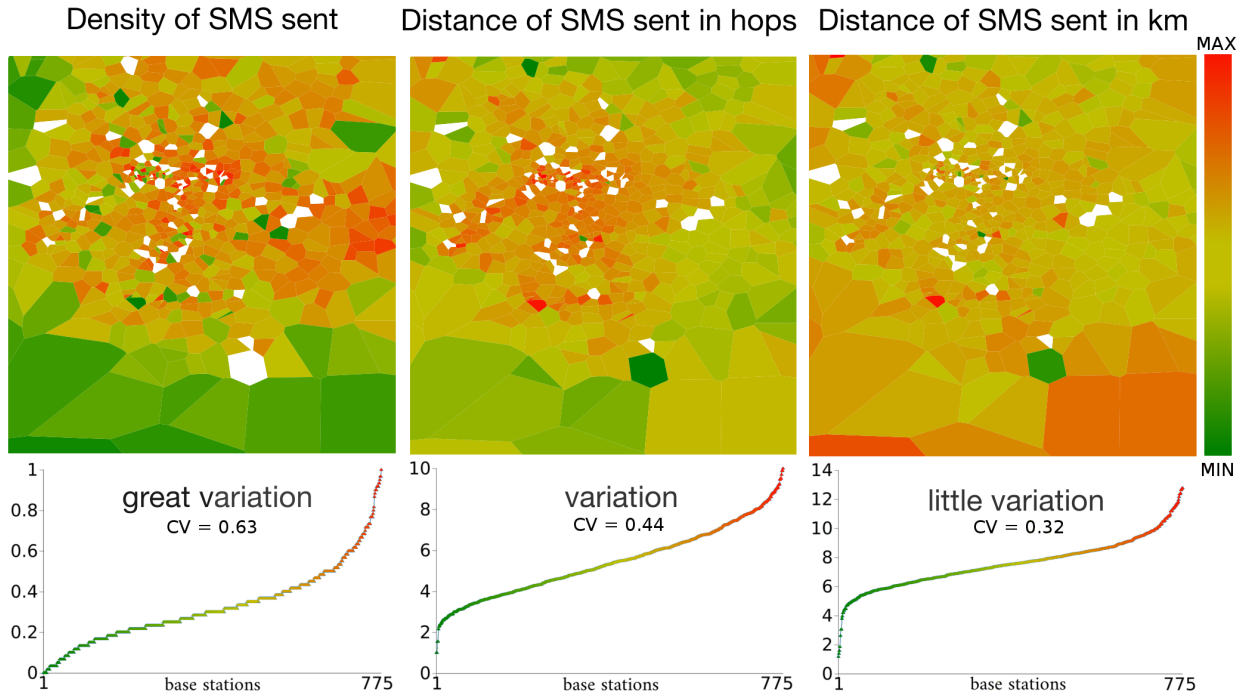 Density of SMS sent
Distance of SMS sent in hops
Distance of SMS sent in km
MAX
MIN
1
0.8
0.6
0.4
0.2
0
great variation
CV = 0.63
1
base stations
775
10
8
6
4
2
0
variation
CV = 0.44
1
base stations
775
14
12
10
8
6
4
2
0
little variation
CV = 0.32
1
base stations
775